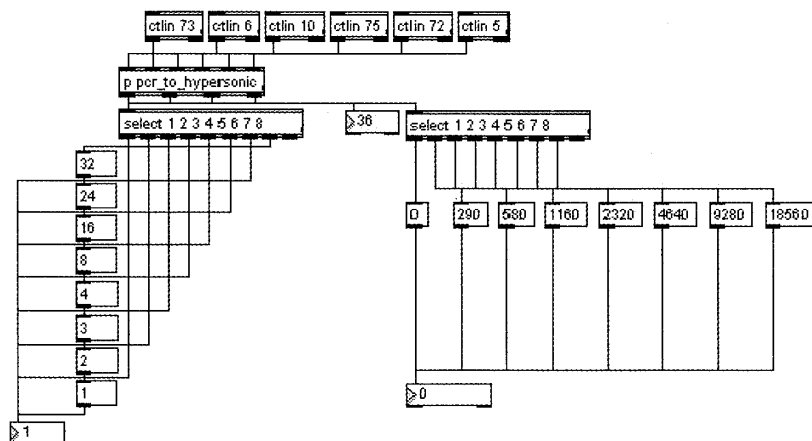 ctlin 73 ctlin 6 ctlin 10 ctlin 75 ctlin 72 ctlin 5
p pcr_to_hypersonic
select 1 2 3 4 5 6 7 8 36 select 1 2 3 4 5 6 7 8
32
24
16
8
4
3
2
1
0 290 580 1160 2320 4640 9280 18560
0
1